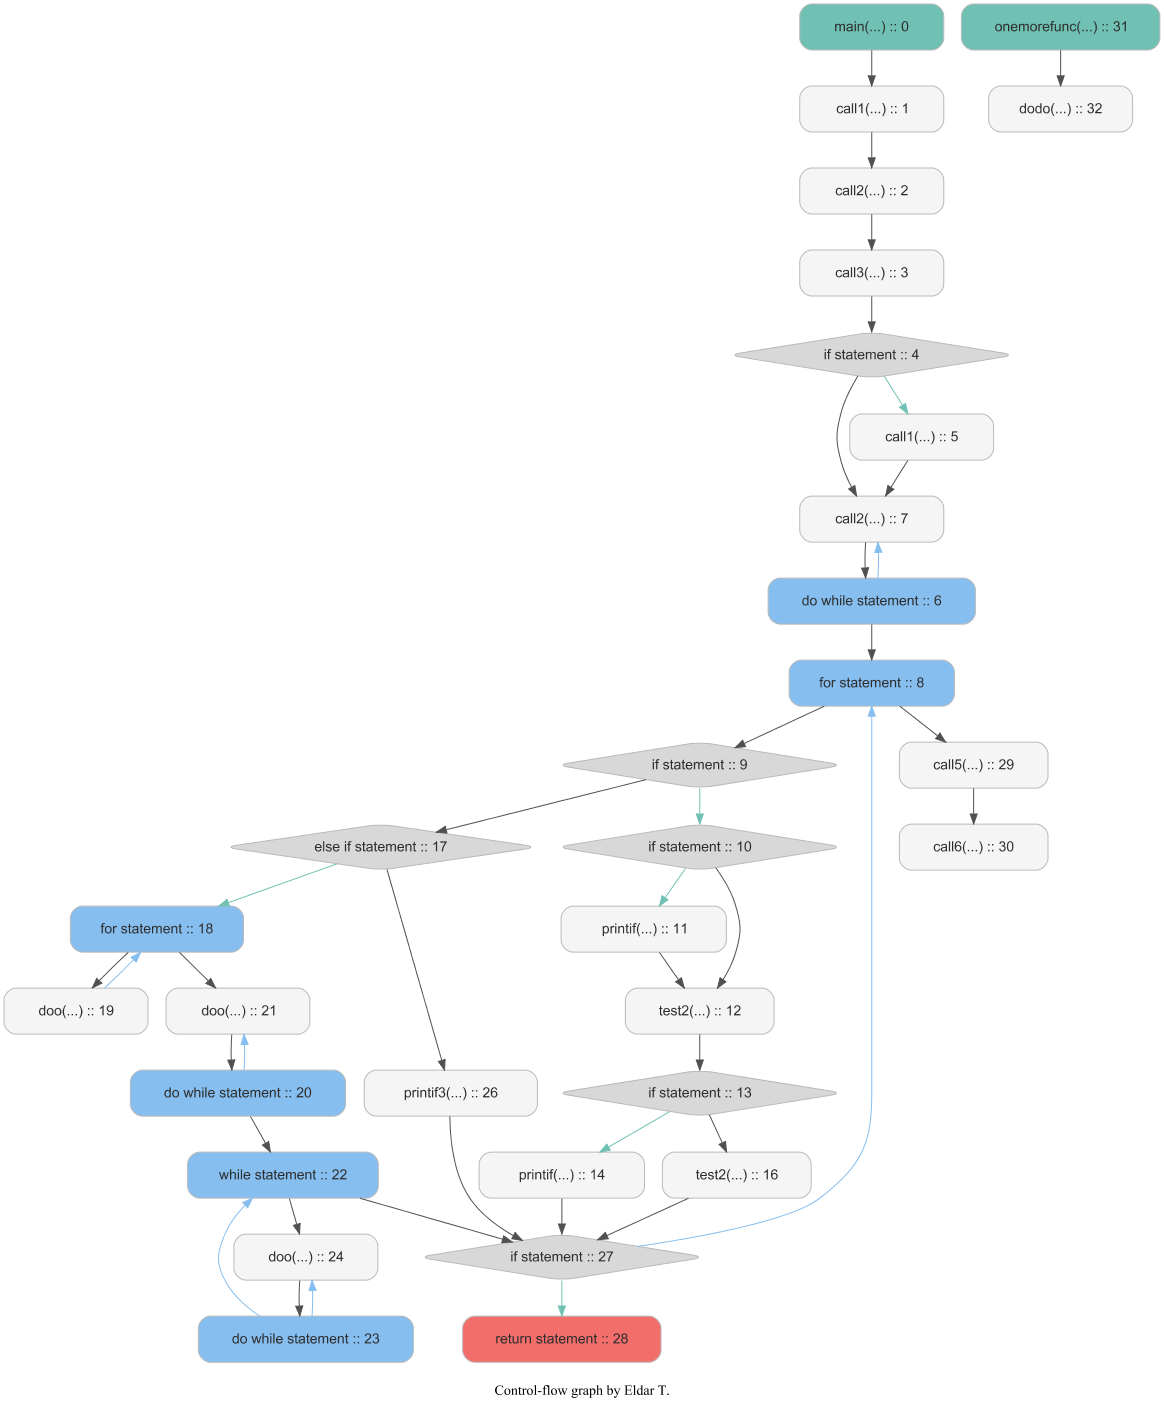 main(...) :: 0
onemorefunc(...) :: 31
call1(...) :: 1
dodo(...) :: 32
call2(...) :: 2
call3(...) :: 3
if statement :: 4
call1(...) :: 5
call2(...) :: 7
do while statement :: 6
for statement :: 8
if statement :: 9
call5(...) :: 29
else if statement :: 17
if statement :: 10
call6(...) :: 30
for statement :: 18
printif(...) :: 11
doo(...) :: 19
doo(...) :: 21
test2(...) :: 12
do while statement :: 20
printif3(...) :: 26
if statement :: 13
while statement :: 22
printif(...) :: 14
test2(...) :: 16
doo(...) :: 24
if statement :: 27
do while statement :: 23
return statement :: 28
Control-flow graph by Eldar T.